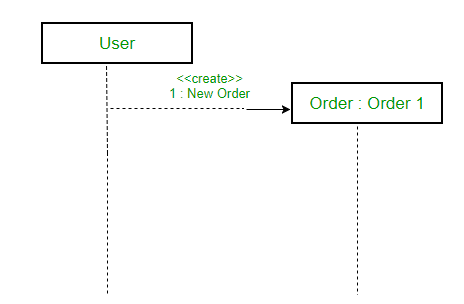 User
<<create>>
1 : New Order
Order : Order 1